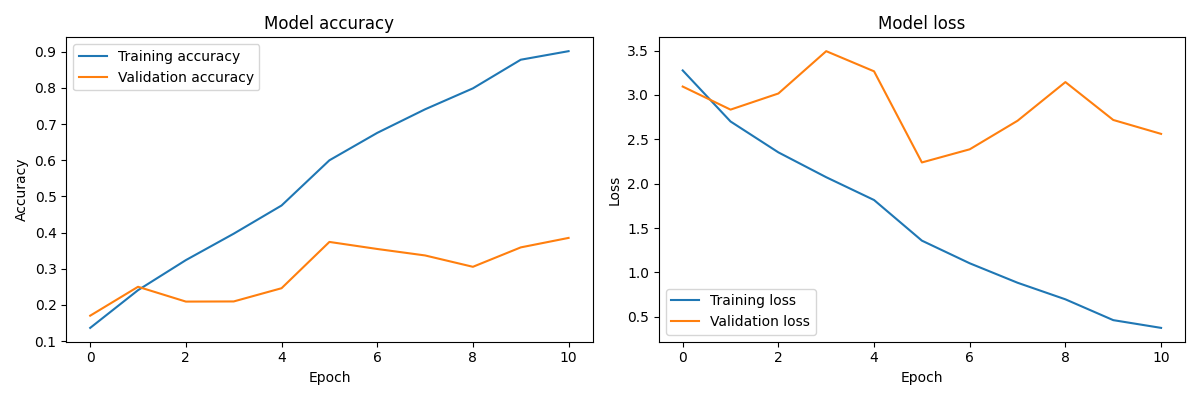 Model accuracy
Accuracy
0.9
0.8
0.7
0.6
0.5
0.4
0.3
0.2
0.1
Training accuracy
Validation accuracy
0 2 4 6 8 10
Epoch
Model loss
Loss
3.5
3.0
2.5
2.0
1.5
1.0
0.5
Training loss
Validation loss
0 2 4 6 8 10
Epoch